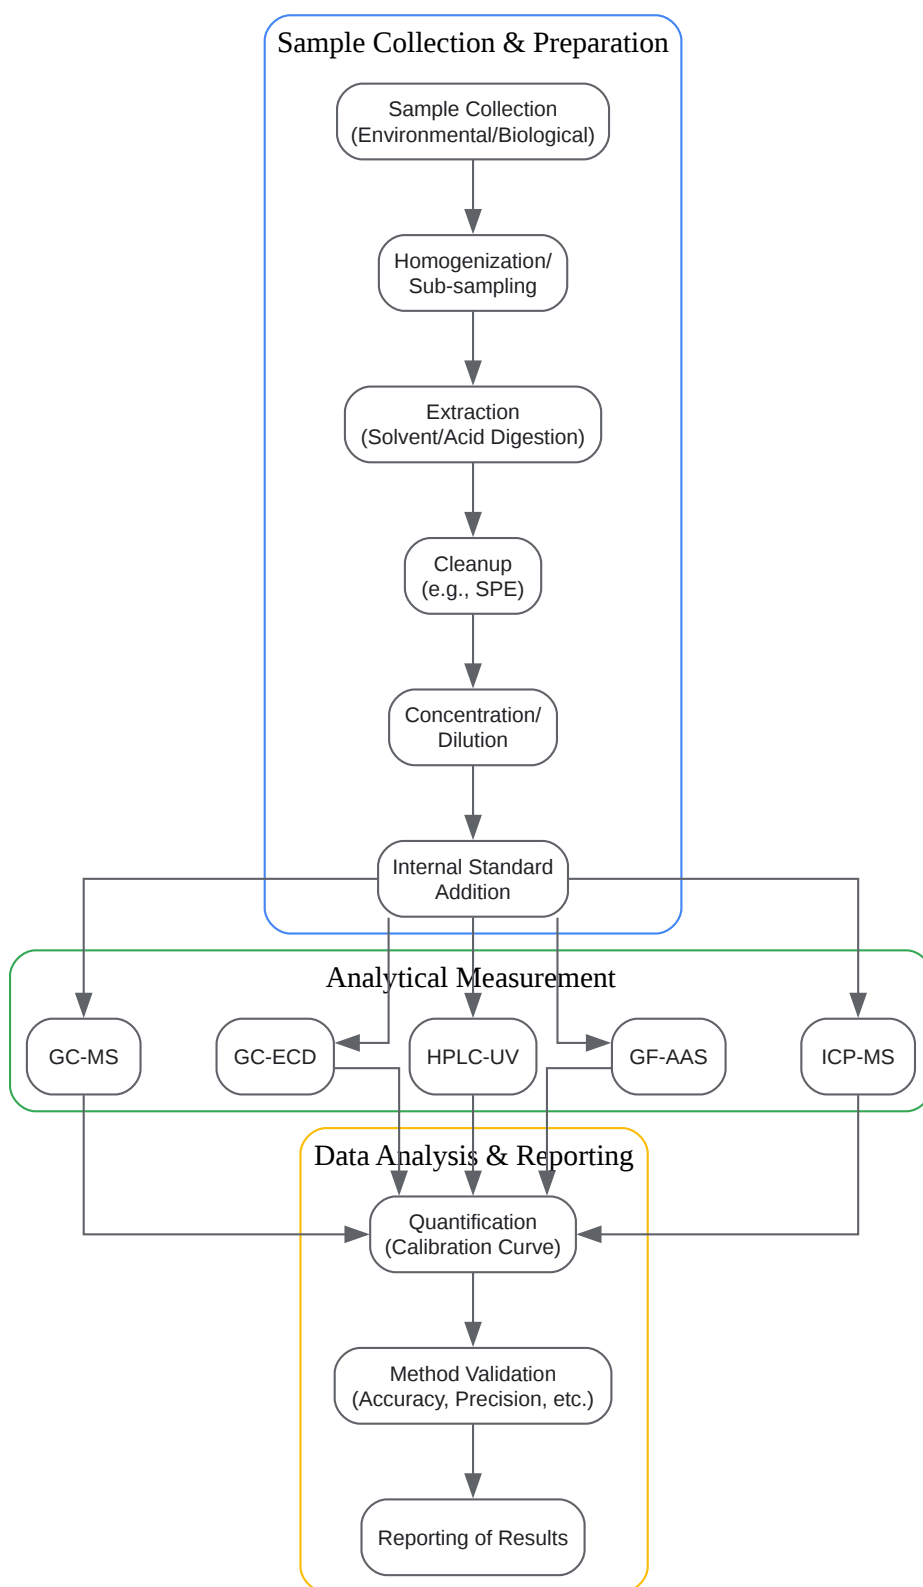 Sample Collection & Preparation
Sample Collection
(Environmental/Biological)
Homogenization/
Sub-sampling
Extraction
(Solvent/Acid Digestion)
Cleanup
(e.g., SPE)
Concentration/
Dilution
Internal Standard
Addition
Analytical Measurement
GC-MS
GC-ECD
HPLC-UV
GF-AAS
ICP-MS
Data Analysis & Reporting
Quantification
(Calibration Curve)
Method Validation
(Accuracy, Precision, etc.)
Reporting of Results